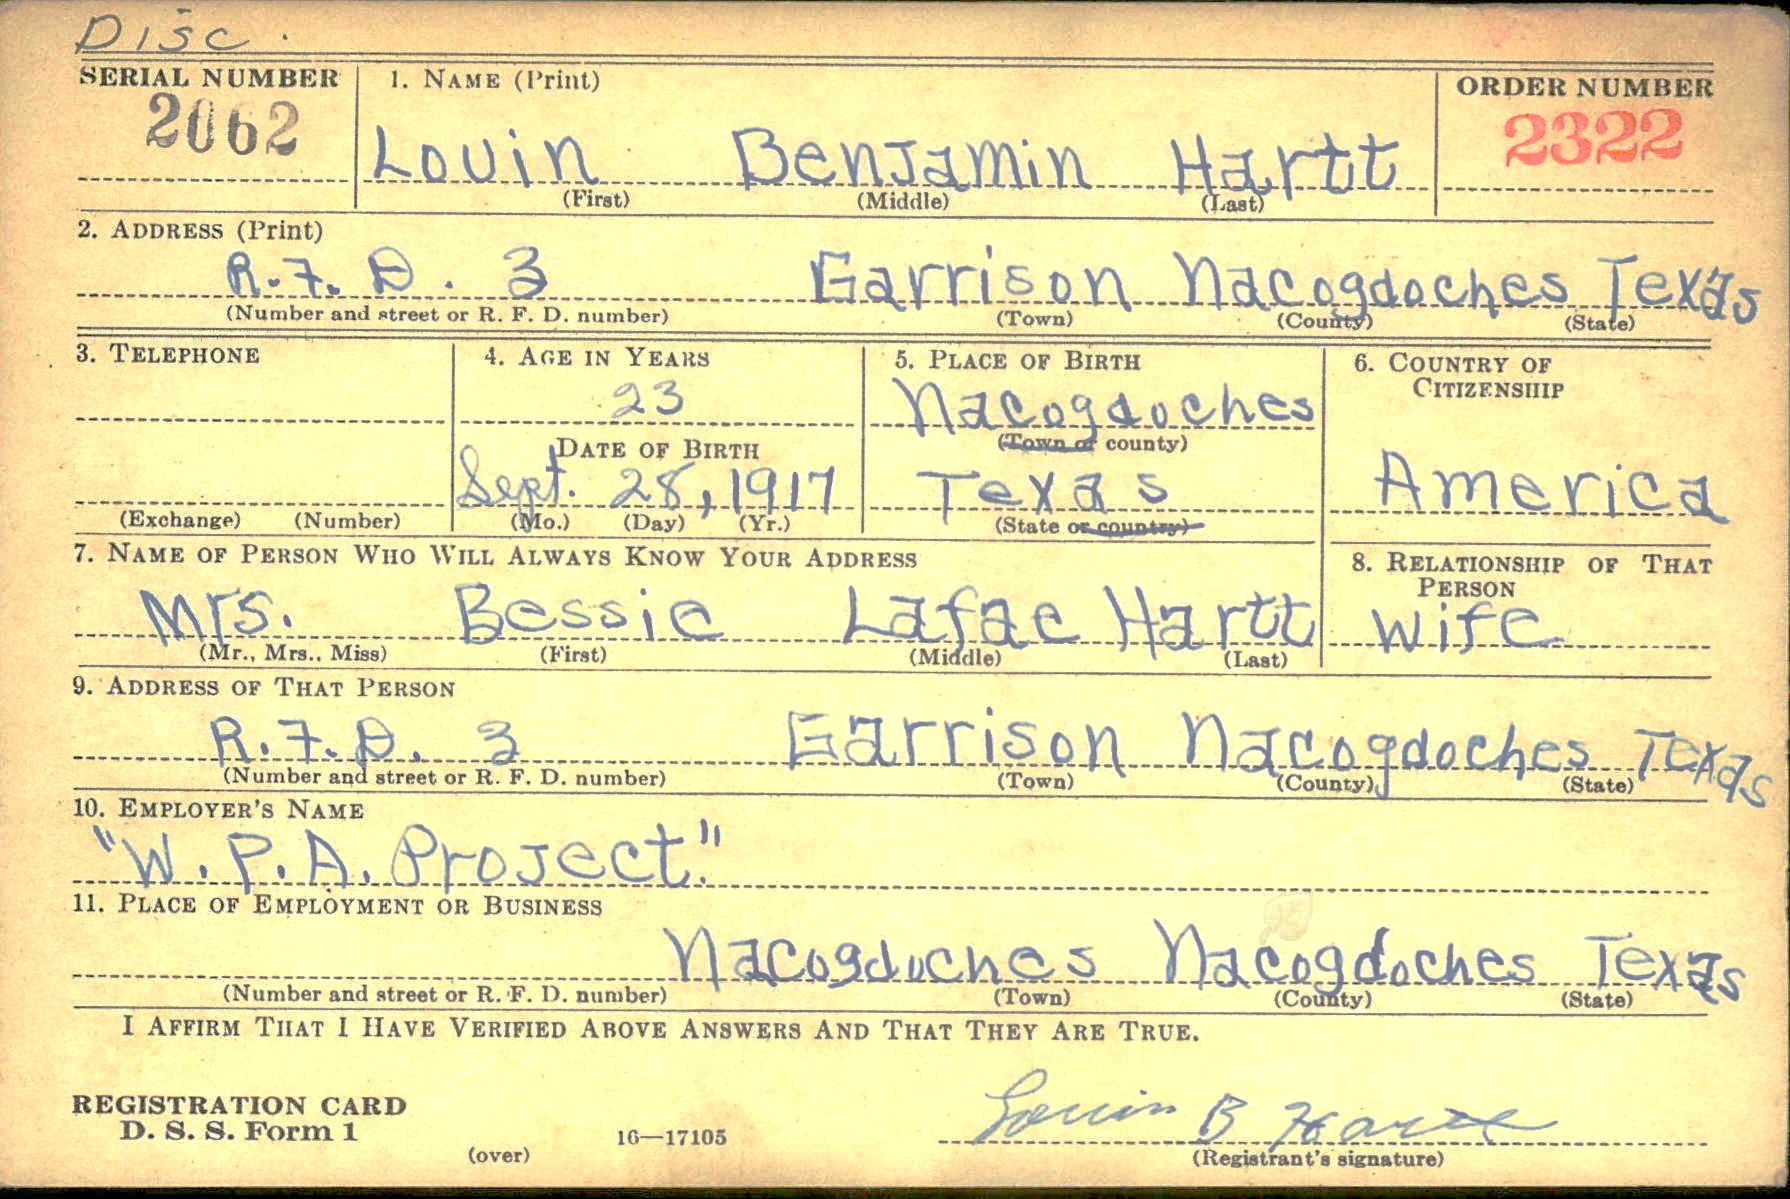 Disc.
SERIAL NUMBER 1. NAME (Print) ORDER NUMBER
2062 Louin Benjamin Hartt 2322
(First) (Middle) (Last)
2. ADDRESS (Print)
R.F.D. 3 Garrison Nacogdoches Texas
(Number and street or R. F. D. number) (Town) (County) (State)
3. TELEPHONE 4. AGE IN YEARS 5. PLACE OF BIRTH 6. COUNTRY OF CITIZENSHIP
23 Nacogdoches
DATE OF BIRTH (Town or county)
Sept. 28, 1917 Texas America
(Exchange) (Number) (Mo.) (Day) (Yr.) (State or country)
7. NAME OF PERSON WHO WILL ALWAYS KNOW YOUR ADDRESS 8. RELATIONSHIP OF THAT PERSON
Mrs. Bessie Lafae Hartt Wife
(Mr., Mrs., Miss) (First) (Middle) (Last)
9. ADDRESS OF THAT PERSON
R.F.D. 3 Garrison Nacogdoches Texas
(Number and street or R. F. D. number) (Town) (County) (State)
10. EMPLOYER'S NAME
"W.P.A. Project."
11. PLACE OF EMPLOYMENT OR BUSINESS
Nacogdoches Nacogdoches Texas
(Number and street or R. F. D. number) (Town) (County) (State)
I AFFIRM THAT I HAVE VERIFIED ABOVE ANSWERS AND THAT THEY ARE TRUE.
REGISTRATION CARD Louin B Hartt
D. S. S. Form 1 16—17105
(over) (Registrant's signature)